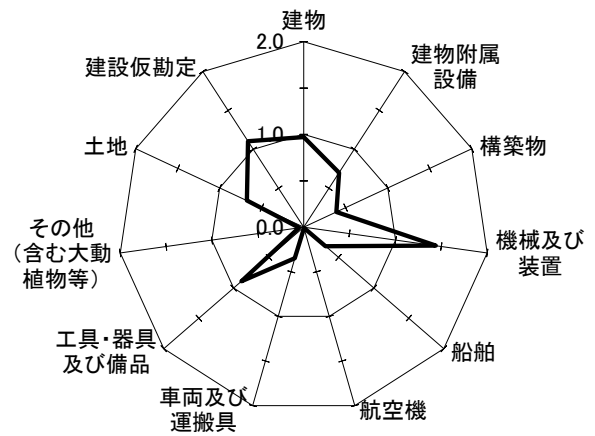 建物
2.0
建物附属
設備
建設仮勘定
1.0
土地
構築物
0.0
その他
（含む大動
植物等）
機械及び
装置
工具・器具
及び備品
船舶
車両及び
運搬具
航空機